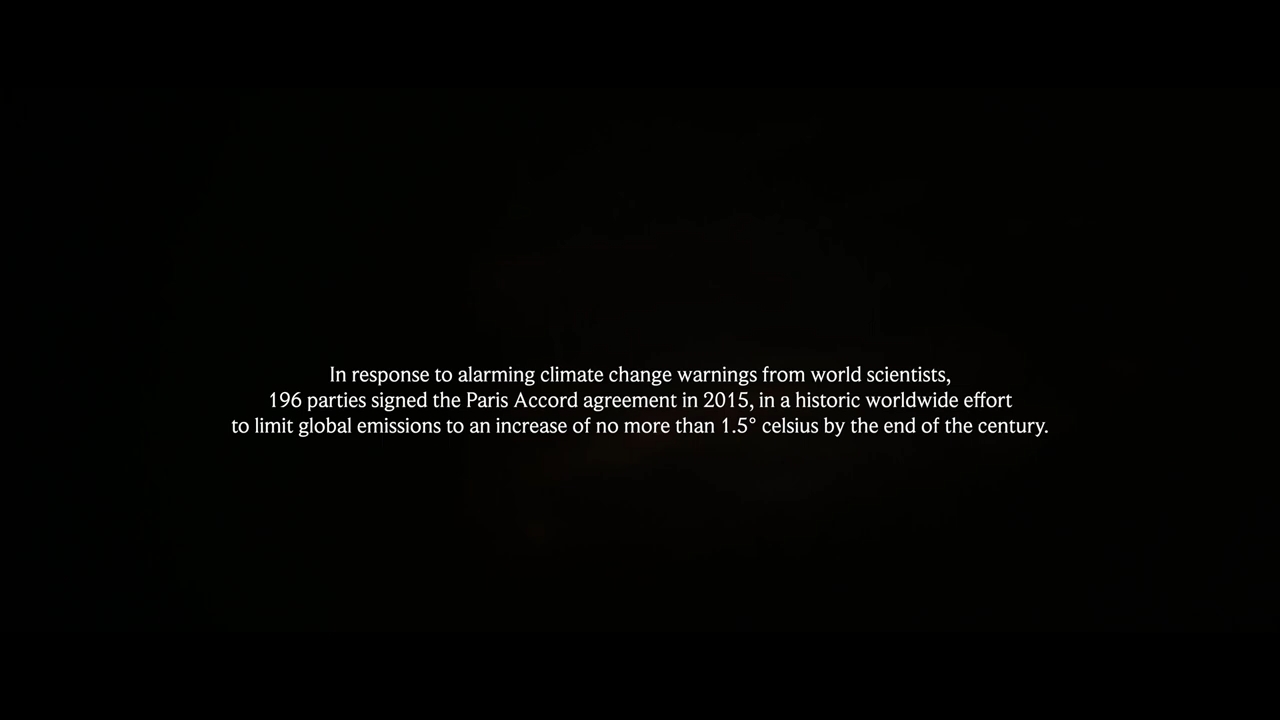 In response to alarming climate change warnings from world scientists,
196 parties signed the Paris Accord agreement in 2015, in a historic worldwide effort
to limit global emissions to an increase of no more than 1.5° celsius by the end of the century.